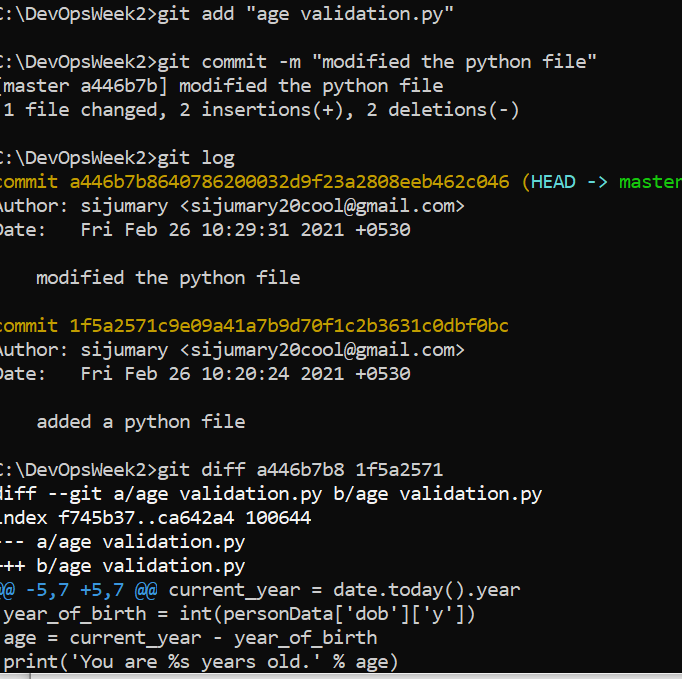 C:\DevOpsWeek2>git add "age validation.py"
C:\DevOpsWeek2>git commit -m "modified the python file"
[master a446b7b] modified the python file
1 file changed, 2 insertions(+), 2 deletions(-)
C:\DevOpsWeek2>git log
commit a446b7b8640786200032d9f23a2808eeb462c046 (HEAD -> master
Author: sijumary <sijumary20cool@gmail.com>
Date: Fri Feb 26 10:29:31 2021 +0530
modified the python file
commit 1f5a2571c9e09a41a7b9d70f1c2b3631c0dbf0bc
Author: sijumary <sijumary20cool@gmail.com>
Date: Fri Feb 26 10:20:24 2021 +0530
added a python file
C:\DevOpsWeek2>git diff a446b7b8 1f5a2571
diff --git a/age validation.py b/age validation.py
index f745b37..ca642a4 100644
--- a/age validation.py
+++ b/age validation.py
@@ -5,7 +5,7 @@ current_year = date.today().year
year_of_birth = int(personData['dob']['y'])
age = current_year - year_of_birth
print('You are %s years old.' % age)